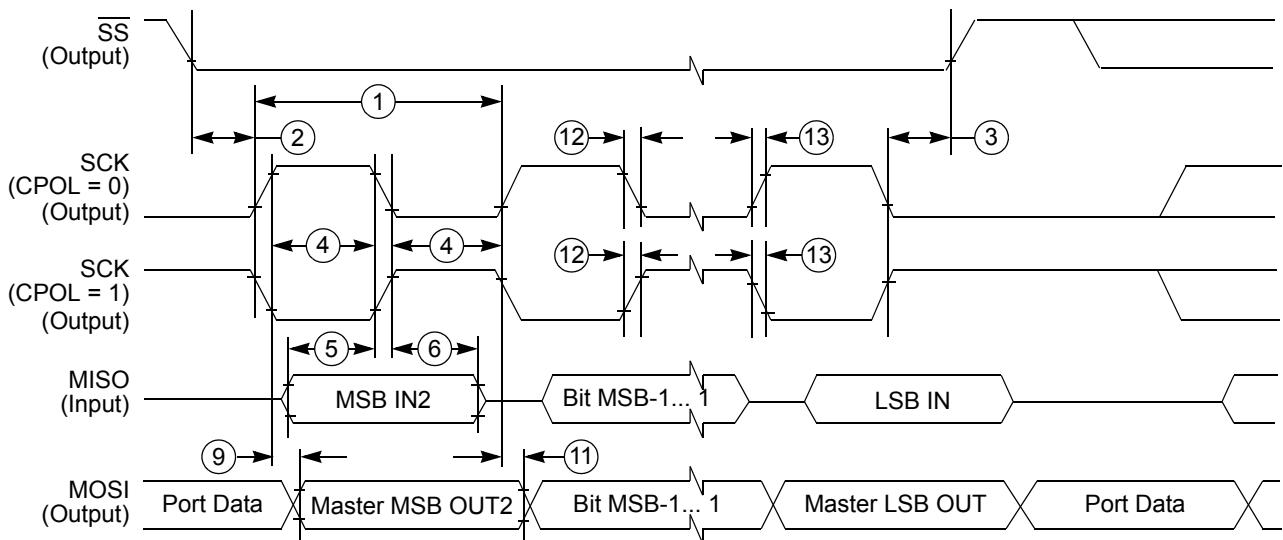 SS
(Output)
1
2
12
13
3
SCK
(CPOL = 0)
(Output)
4
4
SCK
(CPOL = 1)
(Output)
12
13
5
6
MISO
(Input)
MSB IN2
Bit MSB-1... 1
LSB IN
9
11
MOSI
(Output)
Port Data
Master MSB OUT2
Bit MSB-1... 1
Master LSB OUT
Port Data